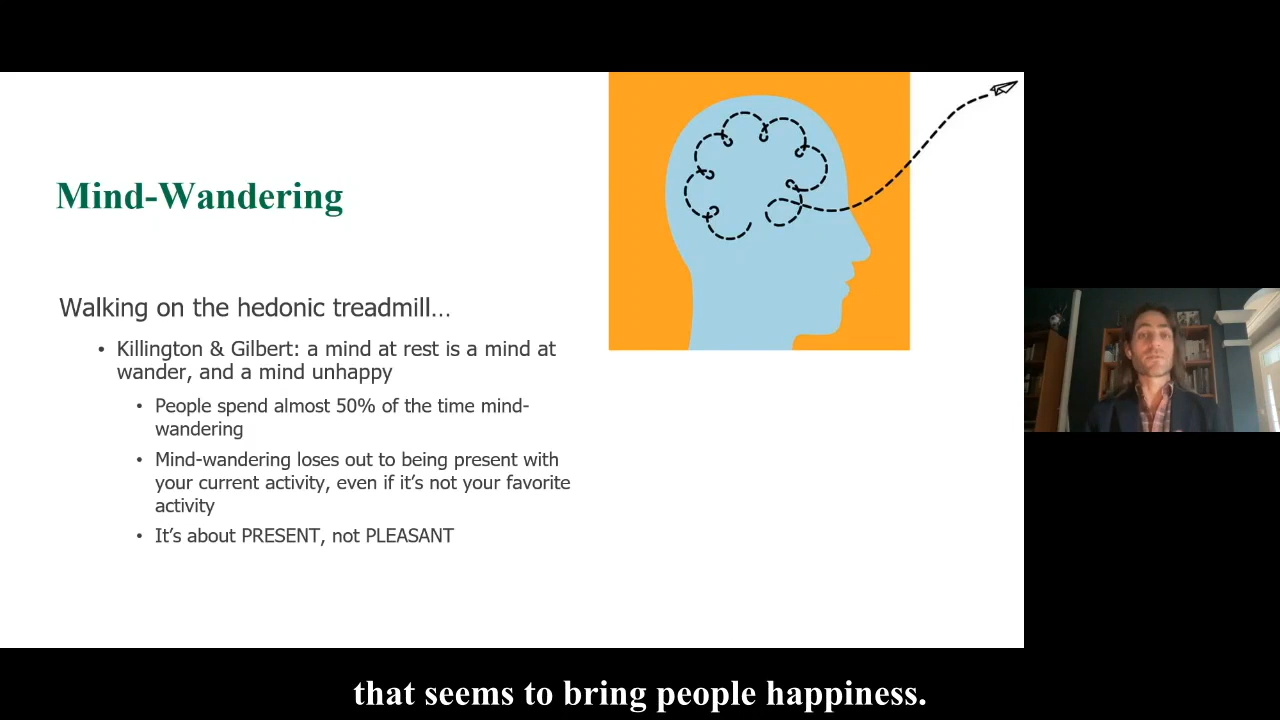 Mind-Wandering
Walking on the hedonic treadmill...
• Killington & Gilbert: a mind at rest is a mind at
wander, and a mind unhappy
• People spend almost 50% of the time mind-
wandering
• Mind-wandering loses out to being present with
your current activity, even if it's not your favorite
activity
• It's about PRESENT, not PLEASANT
that seems to bring people happiness.